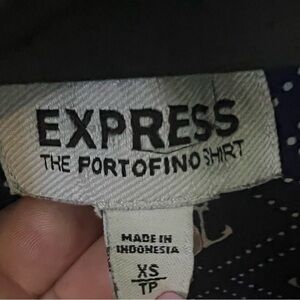 EXPRESS
THE PORTOFINO SHIRT
MADE IN
INDONESIA
XS
TP